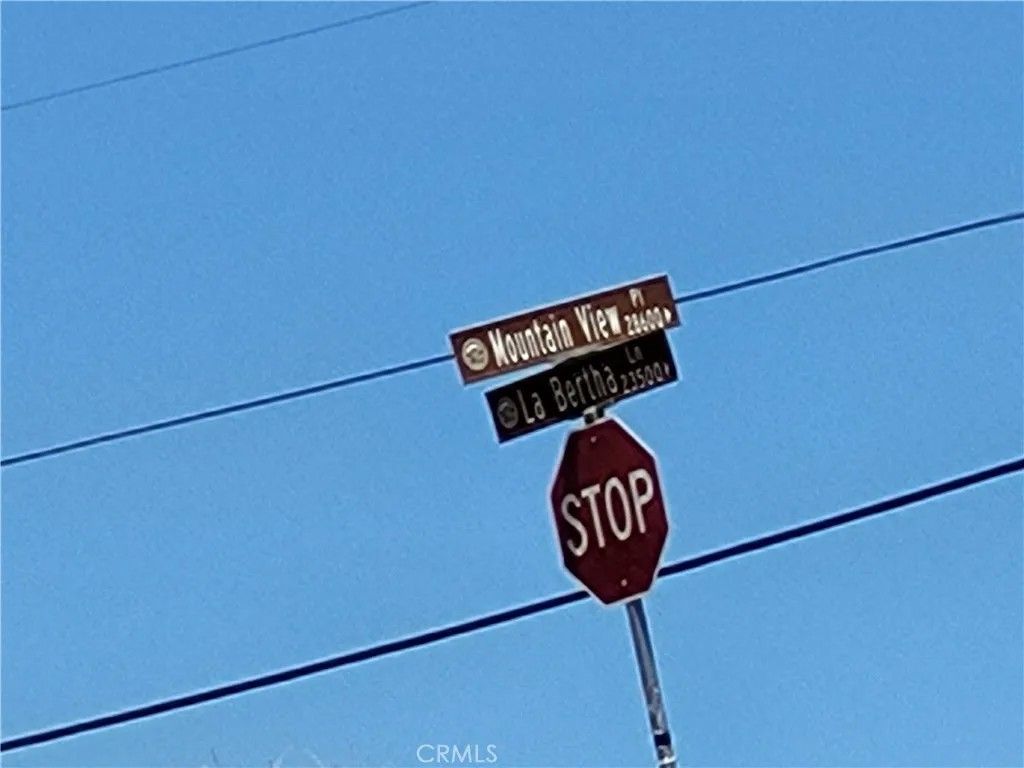 Mountain View Pl
28600
La Bertha Ln
23500
STOP
CRMLS